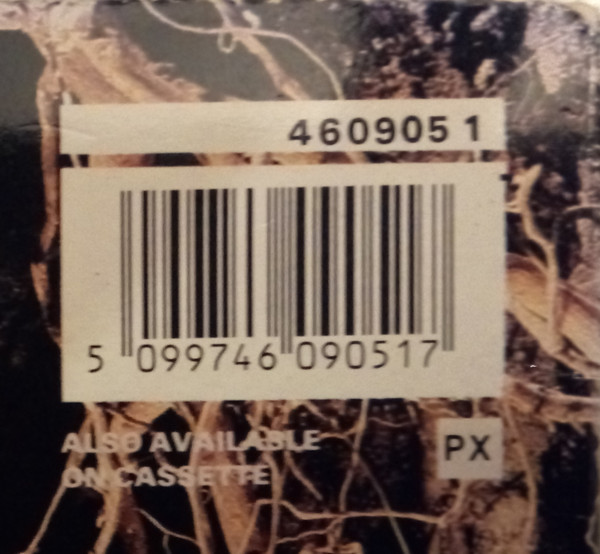 460905 1
5 099746 090517
ALSO AVAILABLE
ON CASSETTE
PX